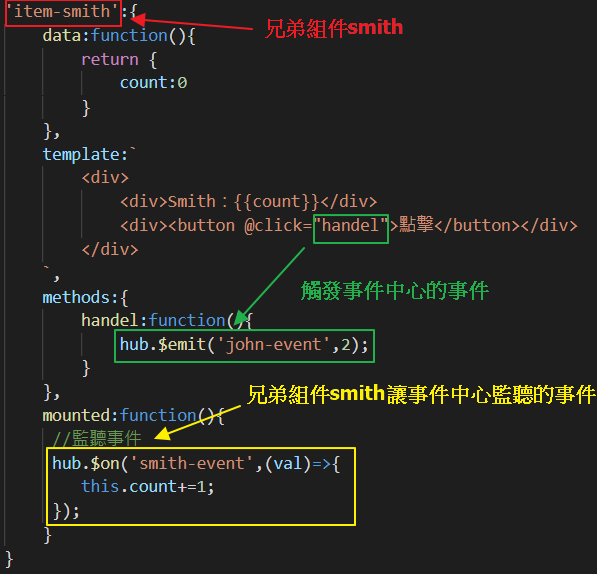 'item-smith':{
兄弟組件smith
data:function(){
return {
count:0
}
},
template:`
<div>
<div>Smith：{{count}}</div>
<div><button @click="handel">點擊</button></div>
</div>
`,
觸發事件中心的事件
methods:{
handel:function(){
hub.$emit('john-event',2);
}
},
兄弟組件smith讓事件中心監聽的事件
mounted:function(){
//監聽事件
hub.$on('smith-event',(val)=>{
this.count+=1;
});
}
}